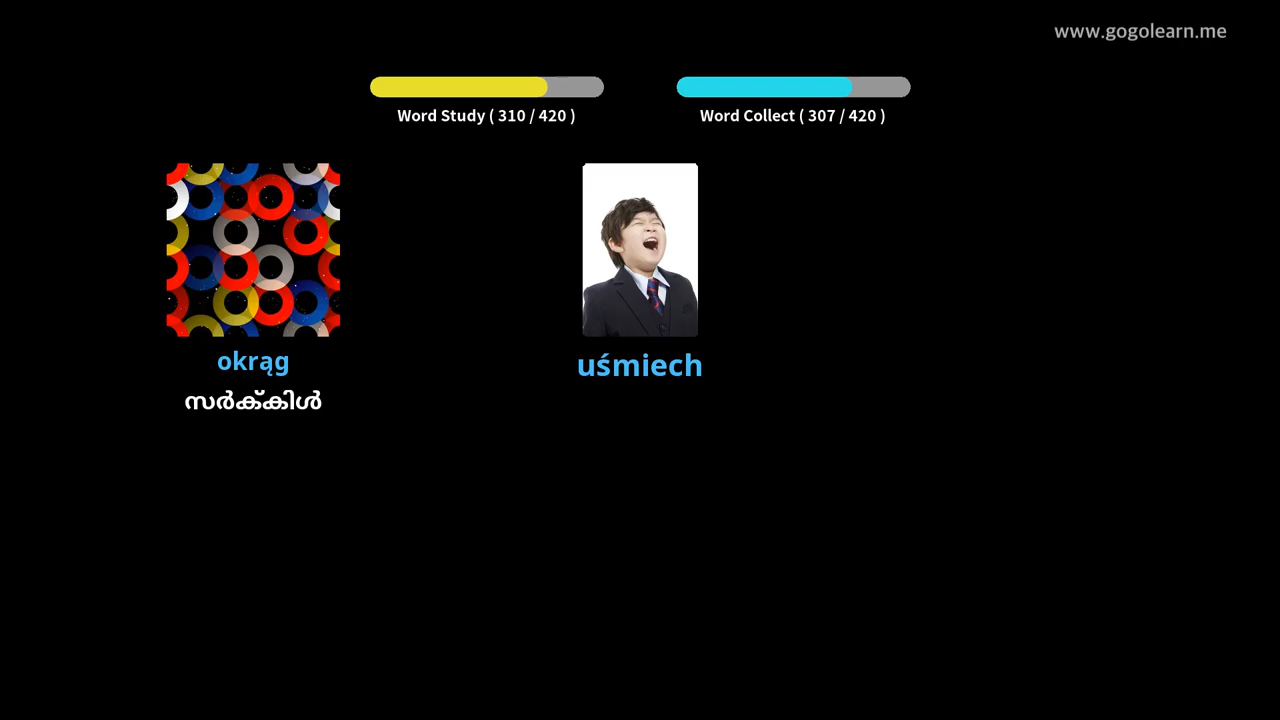 www.gogolearn.me
Word Study ( 310 / 420 )
Word Collect ( 307 / 420 )
okrąg
സർക്കിൾ
uśmiech